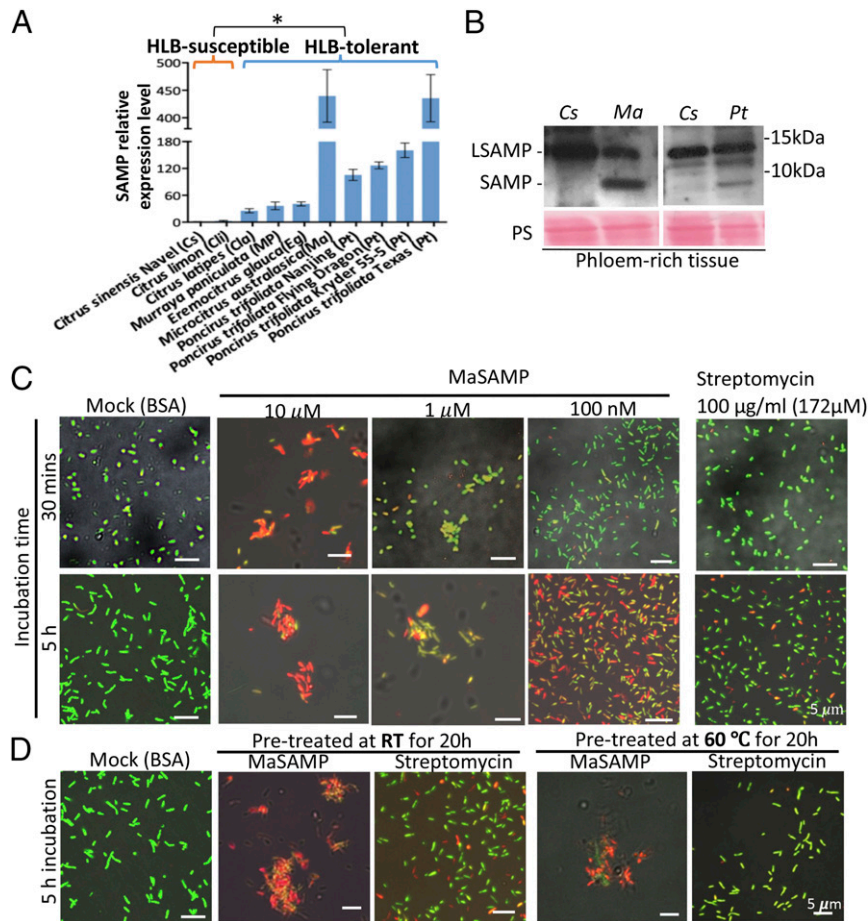 A
*
HLB-susceptible HLB-tolerant
SAMP relative
expression level
450
400
350
300
180
120
60
0
Citrus sinensis Navel (Cs)
Citrus limon (Cli)
Citrus latipes (Cla)
Murraya paniculata (MP)
Eremocitrus glauca(Eg)
Microcitrus australasica(Ma)
Poncirus trifoliata Nanjing (Pt)
Poncirus trifoliata Flying Dragon(Pt)
Poncirus trifoliata Kryder 55-5 (Pt)
Poncirus trifoliata Texas (Pt)
B
Cs Ma Cs Pt
-15kDa
LSAMP -
-10kDa
SAMP -
PS
Phloem-rich tissue
C
MaSAMP
Streptomycin
Mock (BSA)
10 µM 1 µM 100 nM 100 µg/ml (172µM)
Incubation time
30 mins
5 h
5 µm
D
Pre-treated at RT for 20h Pre-treated at 60 °C for 20h
Mock (BSA) MaSAMP Streptomycin MaSAMP Streptomycin
5 h incubation
5 µm